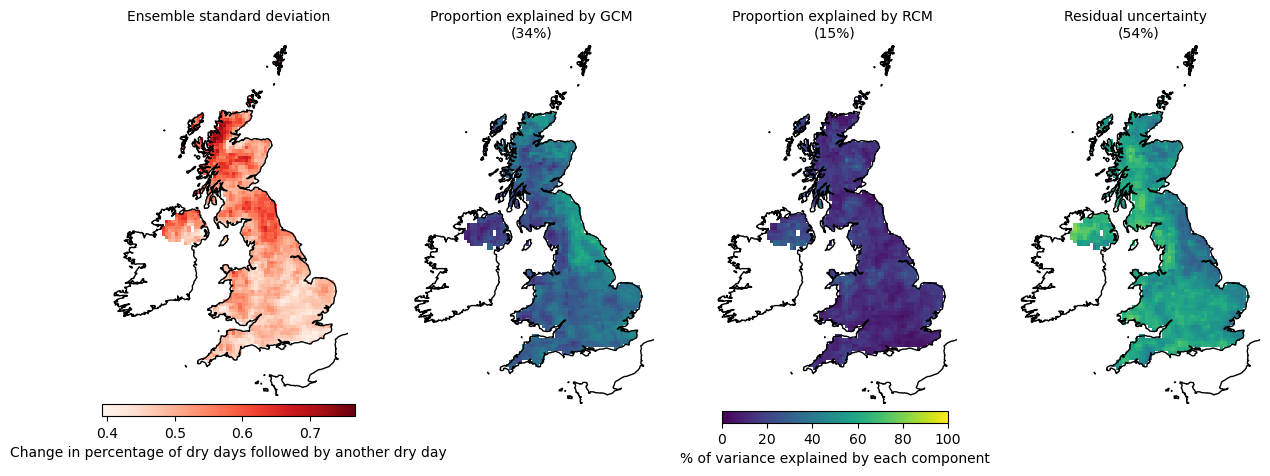 Ensemble standard deviation
Proportion explained by GCM
(34%)
Proportion explained by RCM
(15%)
Residual uncertainty
(54%)
0.4 0.5 0.6 0.7
Change in percentage of dry days followed by another dry day
0 20 40 60 80 100
% of variance explained by each component